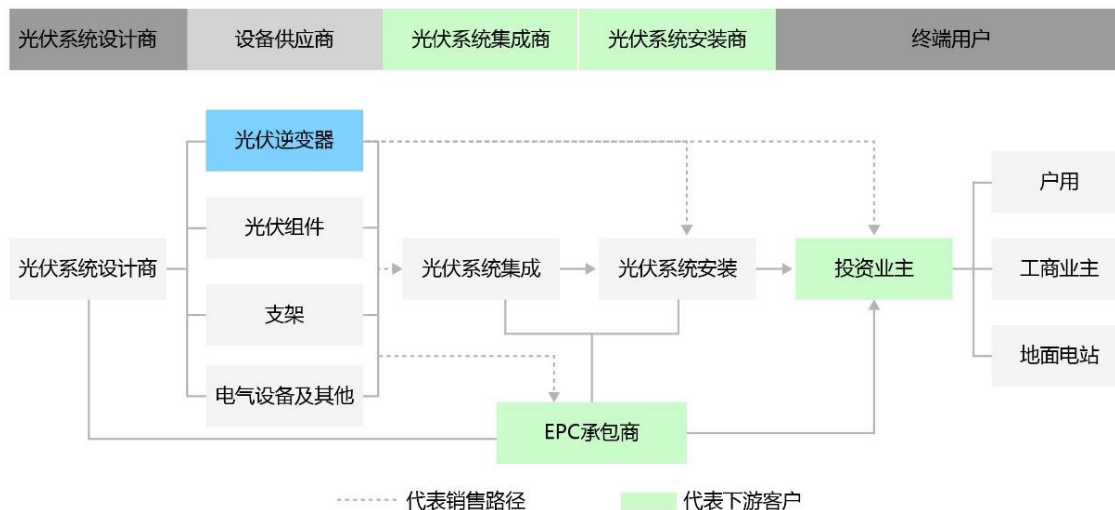 光伏系统设计商
设备供应商
光伏系统集成商
光伏系统安装商
终端用户
光伏逆变器
户用
光伏组件
光伏系统设计商
光伏系统集成
光伏系统安装
投资业主
工商业主
支架
地面电站
电气设备及其他
EPC承包商
代表销售路径
代表下游客户